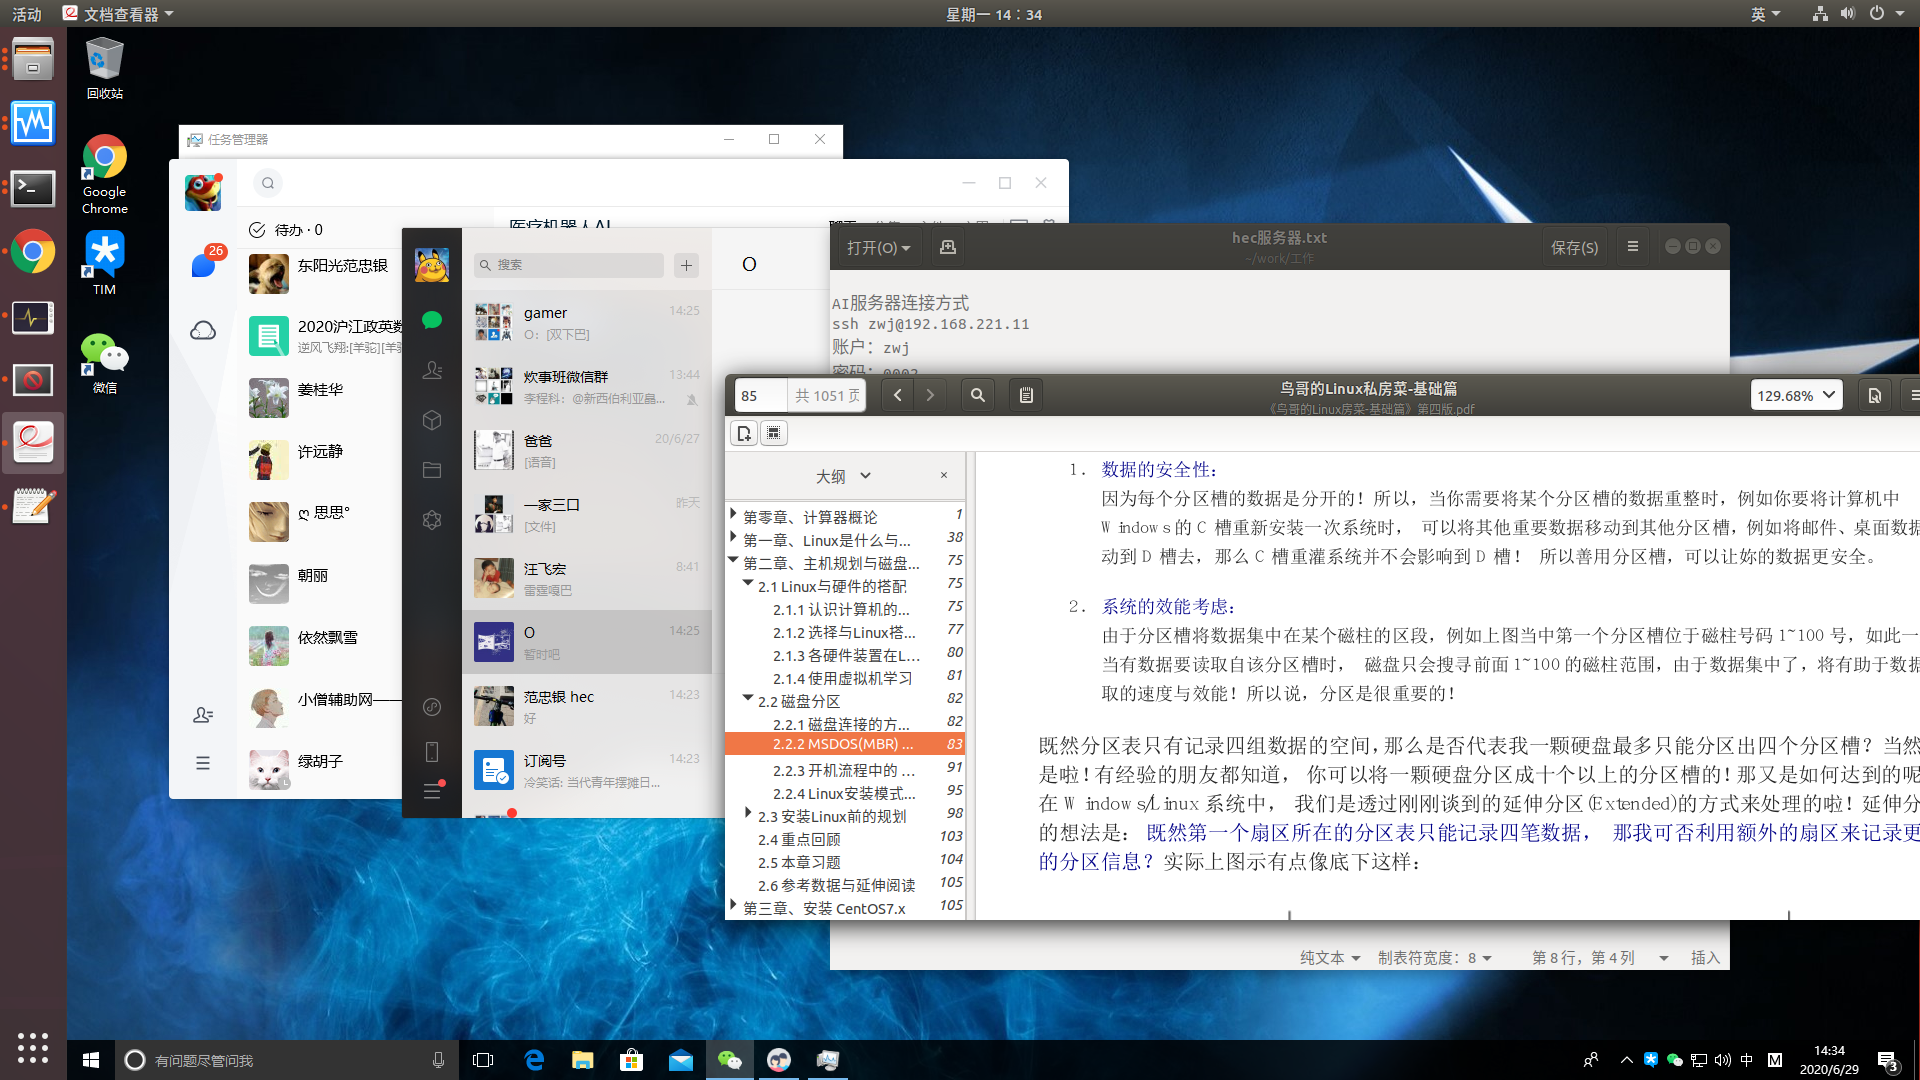 活动
文档查看器
星期一 14：34
英
回收站
Google
Chrome
TIM
微信
任务管理器
待办 · 0
26
东阳光范忠银
2020沪江政英数
逆风飞翔:[羊驼][羊驼
姜桂华
许远静
ღ 思思°
朝丽
依然飘雪
小僧辅助网——
绿胡子
医疗机器人AI
搜索
O
gamer
14:25
O：[双下巴]
炊事班微信群
13:44
李程科：@新西伯利亚畾...
爸爸
20/6/27
[语音]
一家三口
昨天
[文件]
汪飞宏
8:41
雷霆嘎巴
O
14:25
暂时吧
范忠银 hec
14:23
好
订阅号
14:23
冷笑话: 当代青年摆摊日...
打开(O)
hec服务器.txt
~/work/工作
保存(S)
AI服务器连接方式
ssh zwj@192.168.221.11
账户：zwj
密码：0002
85
共 1051 页
鸟哥的Linux私房菜-基础篇
《鸟哥的Linux房菜-基础篇》第四版.pdf
129.68%
大纲
第零章、计算器概论 1
第一章、Linux是什么与... 38
第二章、主机规划与磁盘... 75
2.1 Linux与硬件的搭配 75
2.1.1 认识计算机的... 75
2.1.2 选择与Linux搭... 77
2.1.3 各硬件装置在L... 80
2.1.4 使用虚拟机学习 81
2.2 磁盘分区 82
2.2.1 磁盘连接的方... 82
2.2.2 MSDOS(MBR) ... 83
2.2.3 开机流程中的 ... 91
2.2.4 Linux安装模式... 95
2.3 安装Linux前的规划 98
2.4 重点回顾 103
2.5 本章习题 104
2.6 参考数据与延伸阅读 105
第三章、安装 CentOS7.x 105
1. 数据的安全性：
因为每个分区槽的数据是分开的！所以，当你需要将某个分区槽的数据重整时，例如你要将计算机中
Windows 的 C 槽重新安装一次系统时， 可以将其他重要数据移动到其他分区槽，例如将邮件、桌面数据
动到 D 槽去，那么 C 槽重灌系统并不会影响到 D 槽！ 所以善用分区槽，可以让妳的数据更安全。
2. 系统的效能考虑：
由于分区槽将数据集中在某个磁柱的区段，例如上图当中第一个分区槽位于磁柱号码 1~100 号，如此一
当有数据要读取自该分区槽时， 磁盘只会搜寻前面 1~100 的磁柱范围，由于数据集中了，将有助于数据
取的速度与效能！所以说，分区是很重要的！
既然分区表只有记录四组数据的空间，那么是否代表我一颗硬盘最多只能分区出四个分区槽？当然
是啦！有经验的朋友都知道， 你可以将一颗硬盘分区成十个以上的分区槽的！那又是如何达到的呢
在 Windows/Linux 系统中， 我们是透过刚刚谈到的延伸分区(Extended)的方式来处理的啦！延伸分
的想法是： 既然第一个扇区所在的分区表只能记录四笔数据， 那我可否利用额外的扇区来记录更
的分区信息？实际上图示有点像底下这样：
纯文本
制表符宽度：8
第 8 行，第 4 列
插入
有问题尽管问我
中
M
14:34
2020/6/29
3